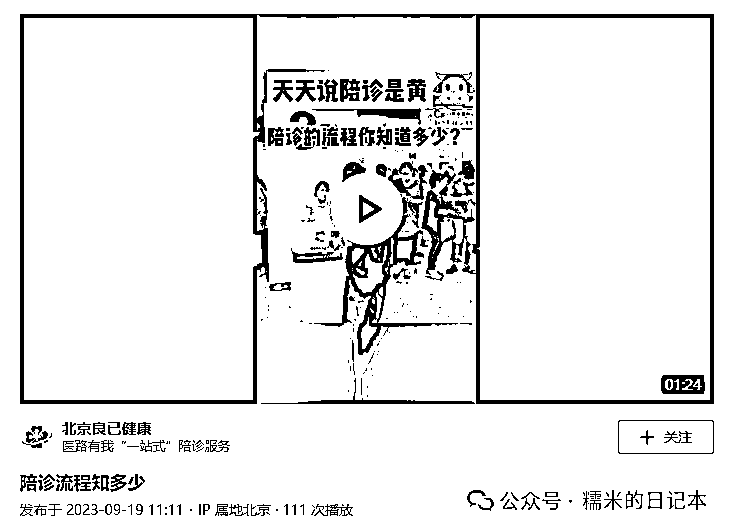 天天说陪诊是黄
陪诊的流程你知道多少?
01:24
北京良已健康
医路有我“一站式”陪诊服务
+ 关注
陪诊流程知多少
发布于 2023-09-19 11:11 · IP 属地北京 · 111 次播放
公众号 · 糯米的日记本